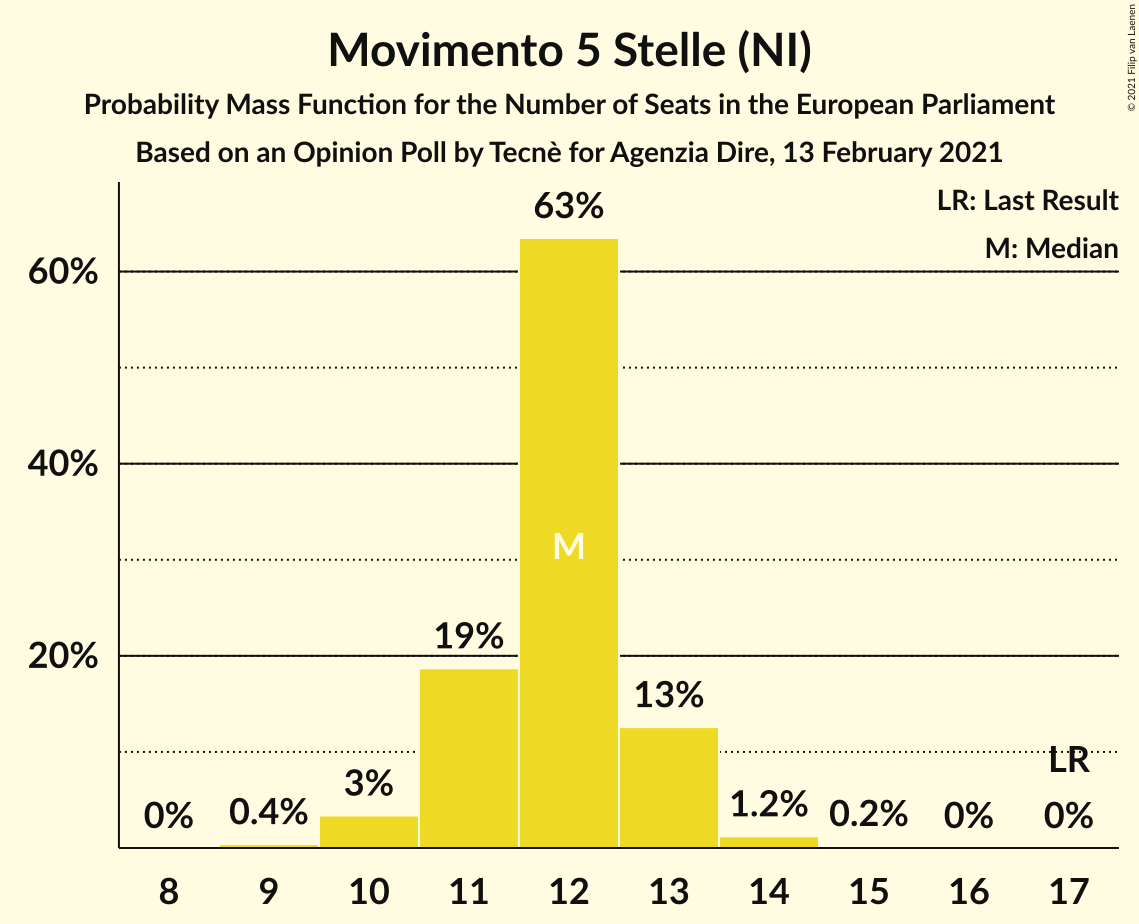 Movimento 5 Stelle (NI)
Probability Mass Function for the Number of Seats in the European Parliament
Based on an Opinion Poll by Tecnè for Agenzia Dire, 13 February 2021
© 2021 Filip van Laenen
LR: Last Result
M: Median
60%
40%
20%
0%
0.4%
3%
19%
63%
M
13%
1.2%
0.2%
0%
LR
0%
8 9 10 11 12 13 14 15 16 17